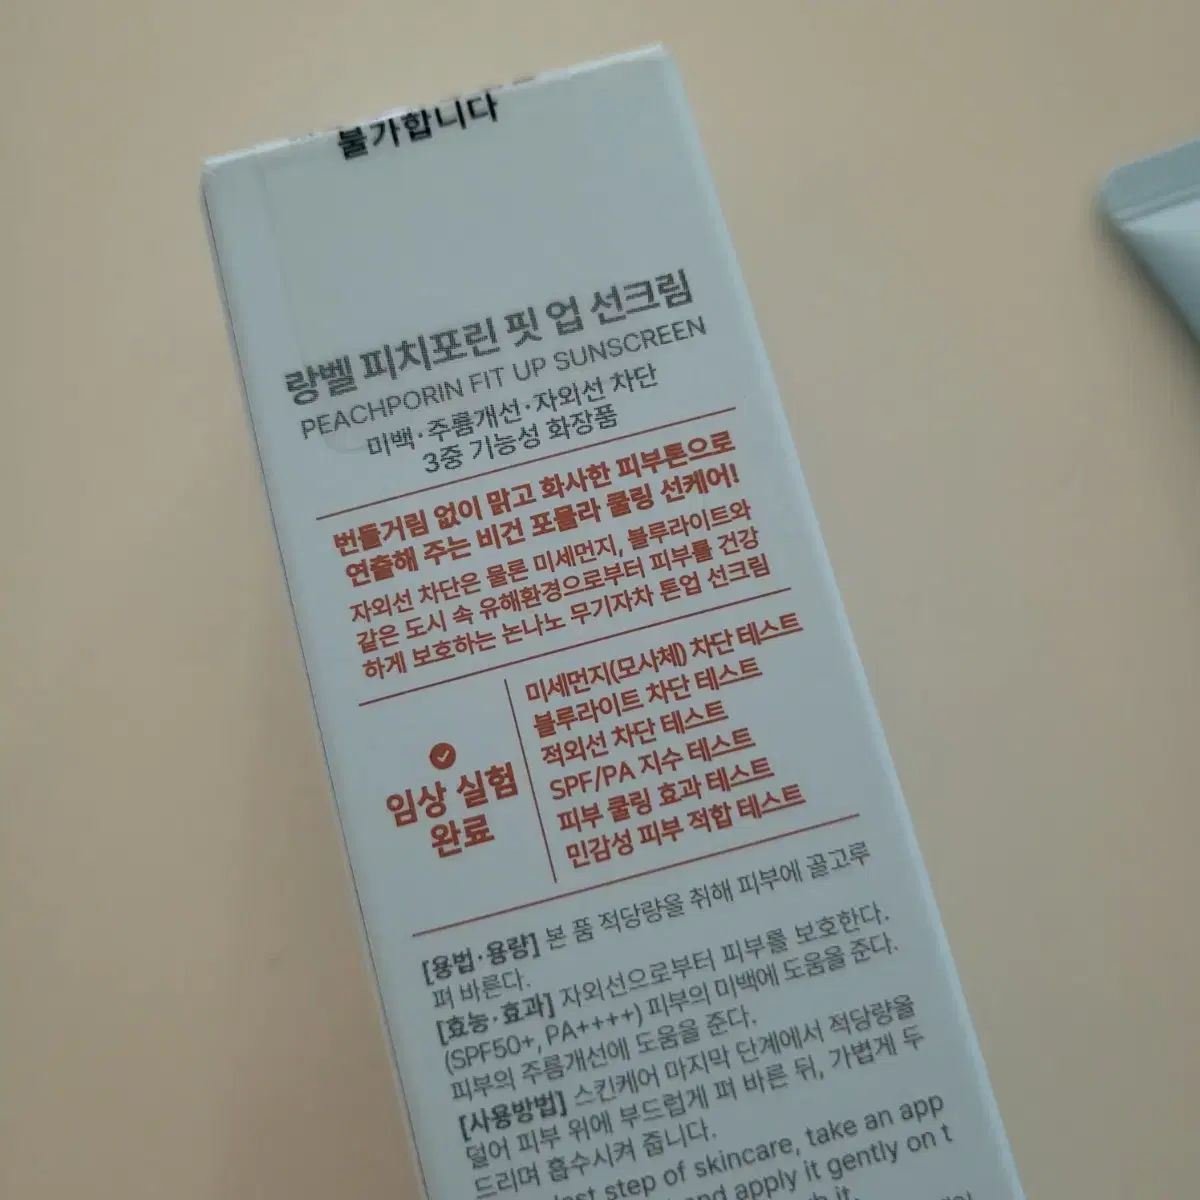 불가합니다
랑벨 피치포린 핏 업 선크림
PEACHPORIN FIT UP SUNSCREEN
미백·주름개선·자외선 차단
3중 기능성 화장품
번들거림 없이 맑고 화사한 피부톤으로
연출해 주는 비건 포뮬라 쿨링 선케어!
자외선 차단은 물론 미세먼지, 블루라이트와
같은 도시 속 유해환경으로부터 피부를 건강
하게 보호하는 논나노 무기자차 톤업 선크림
임상 실험
완료
미세먼지(모사체) 차단 테스트
블루라이트 차단 테스트
적외선 차단 테스트
SPF/PA 지수 테스트
피부 쿨링 효과 테스트
민감성 피부 적합 테스트
[용법·용량] 본 품 적당량을 취해 피부에 골고루
펴 바른다.
[효능·효과] 자외선으로부터 피부를 보호한다.
(SPF50+, PA++++) 피부의 미백에 도움을 준다.
피부의 주름개선에 도움을 준다.
[사용방법] 스킨케어 마지막 단계에서 적당량을
덜어 피부 위에 부드럽게 펴 바른 뒤, 가볍게 두
드리며 흡수시켜 줍니다.
last step of skincare, take an app
and apply it gently on t
it.